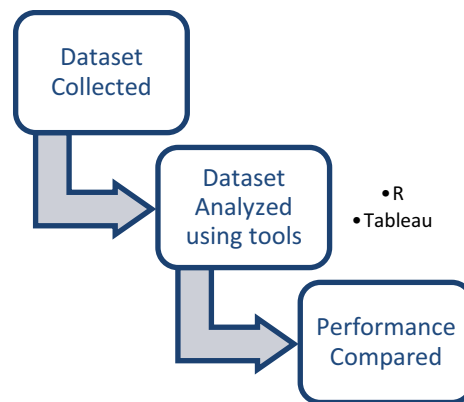 Dataset
Collected
Dataset
Analyzed
using tools
•R
•Tableau
Performance
Compared